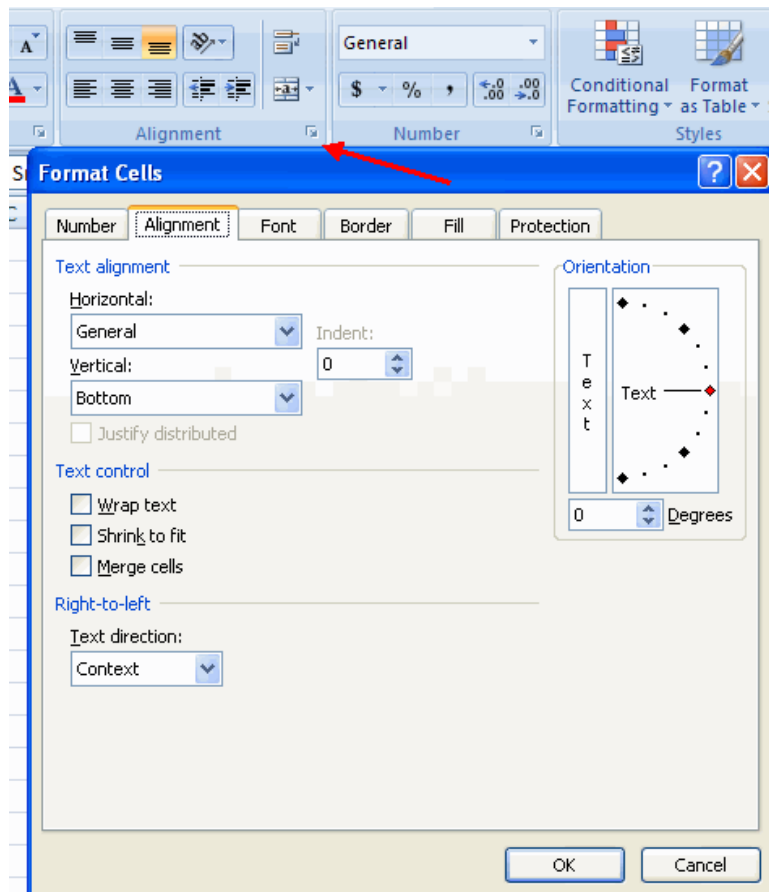 A
General
$ % ,
.0 .00
.00 .0
Conditional Formatting
Format as Table
A
Alignment
Number
Styles
Format Cells
?
Number Alignment Font Border Fill Protection
Text alignment
Horizontal:
General
Indent:
0
Vertical:
Bottom
Justify distributed
Text control
Wrap text
Shrink to fit
Merge cells
Right-to-left
Text direction:
Context
Orientation
Text
Text
0 Degrees
OK Cancel